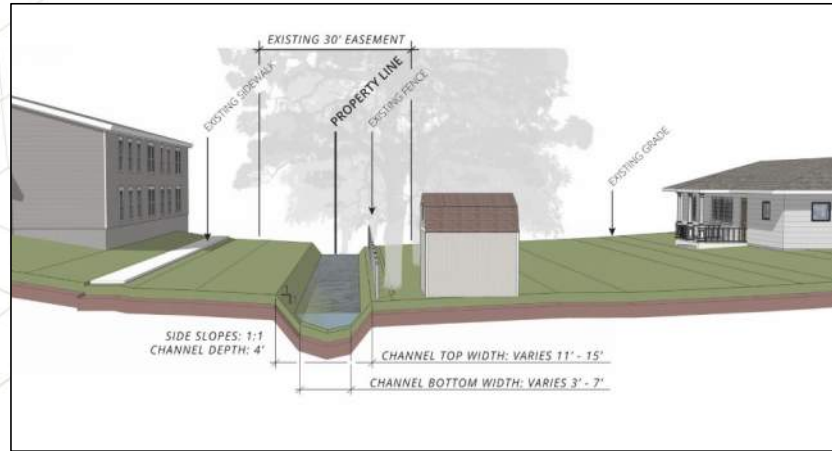 EXISTING 30' EASEMENT
EXISTING SIDEWALK
PROPERTY LINE
EXISTING FENCE
EXISTING GRADE
SIDE SLOPES: 1:1
CHANNEL DEPTH: 4'
CHANNEL TOP WIDTH: VARIES 11' - 15'
CHANNEL BOTTOM WIDTH: VARIES 3' - 7'